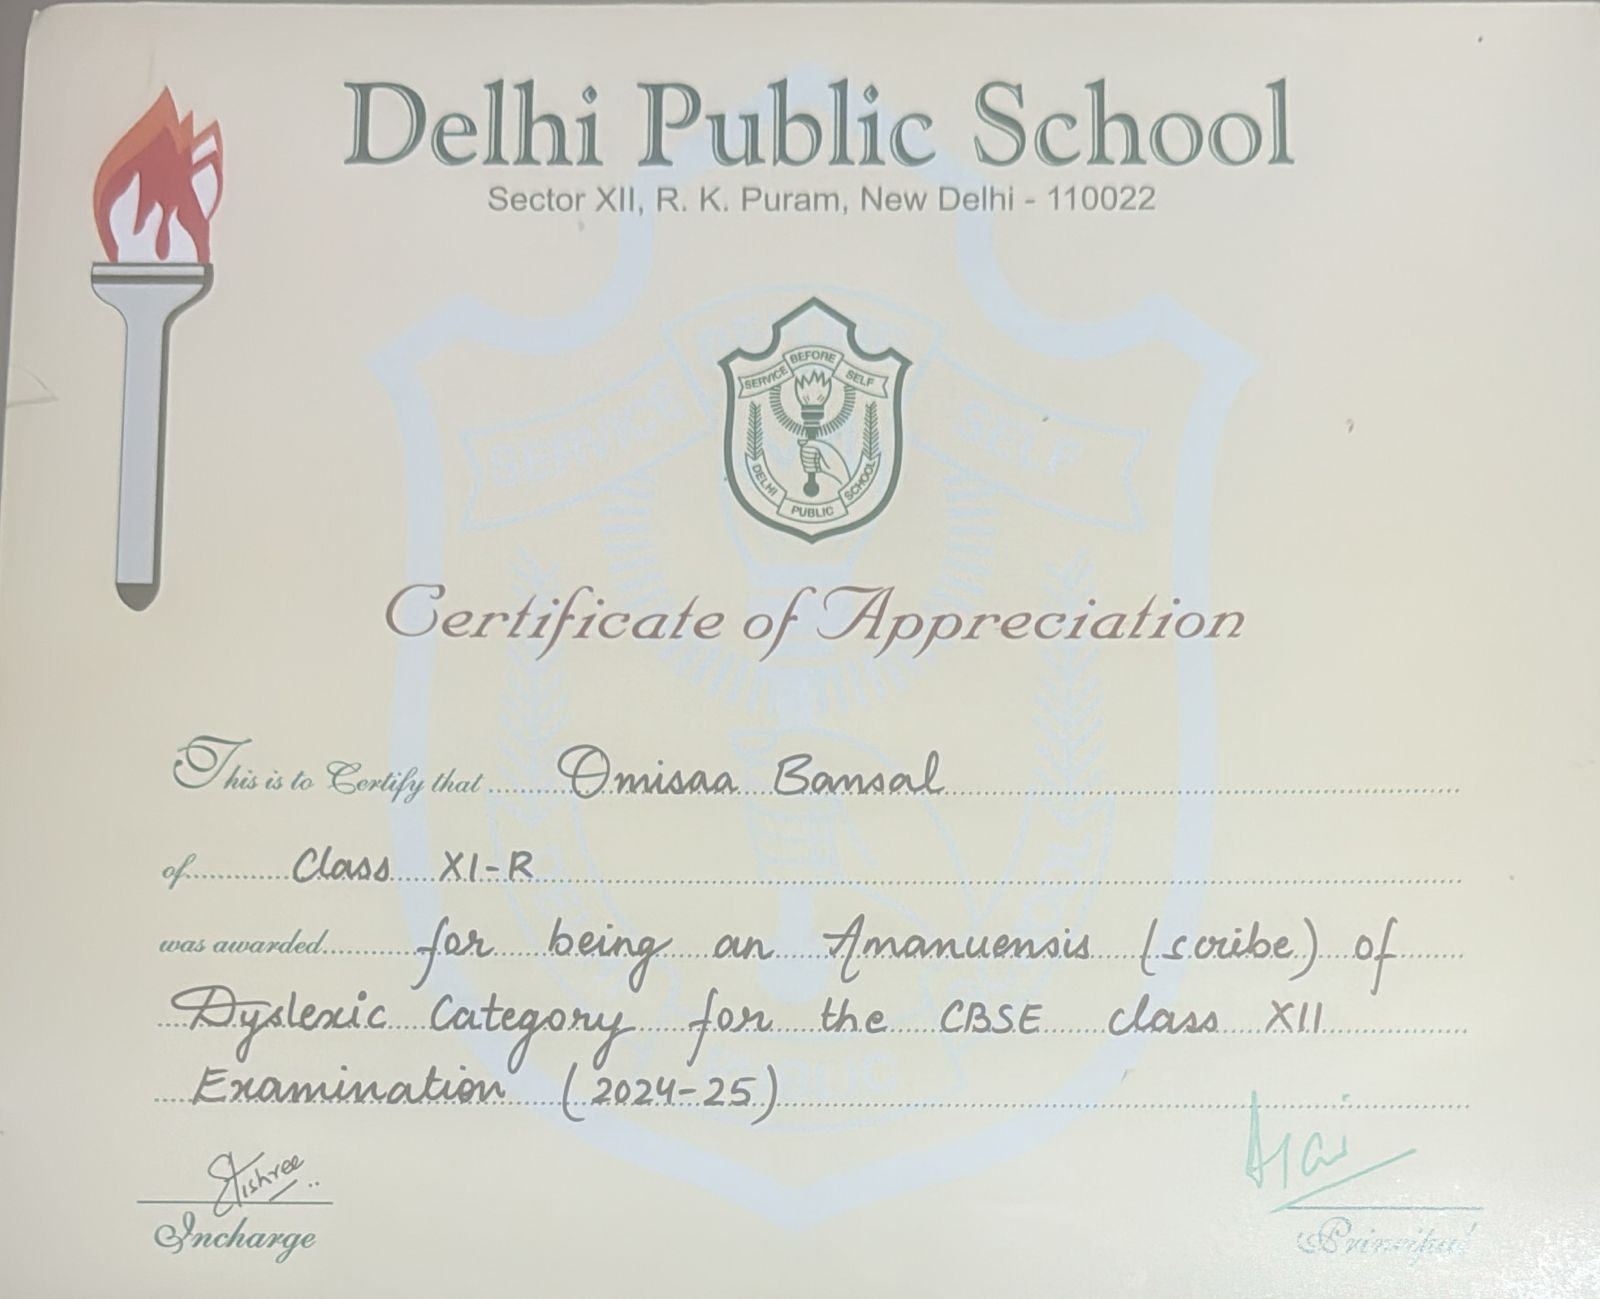 Delhi Public School
Sector XII, R. K. Puram, New Delhi - 110022
SERVICE BEFORE SELF
DELHI PUBLIC SCHOOL
Certificate of Appreciation
This is to Certify that Omisaa Bansal
of Class XI-R
was awarded for being an Amanuensis (scribe) of
Dyslexic Category for the CBSE class XII
Examination (2024-25)
Incharge
Principal